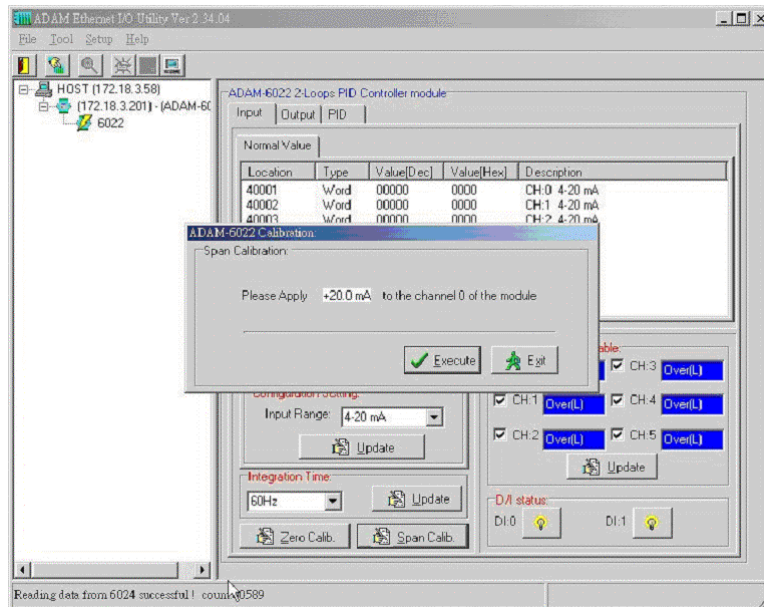 ADAM Ethernet I/O Utility Ver 2.34.04
File Tool Setup Help
HOST (172.18.3.58)
(172.18.3.201) - (ADAM-60
6022
ADAM-6022 2-Loops PID Controller module
Input Output PID
Normal Value
Location Type Value[Dec] Value[Hex] Description
40001 Word 00000 0000 CH:0 4-20 mA
40002 Word 00000 0000 CH:1 4-20 mA
40003 Word 00000 0000 CH:2 4-20 mA
ADAM-6022 Calibration:
Span Calibration:
Please Apply +20.0 mA to the channel 0 of the module
Execute Exit
CH:3 Over(L)
Configuration Setting:
Input Range: 4-20 mA
Update
CH:1 Over(L) CH:4 Over(L)
CH:2 Over(L) CH:5 Over(L)
Update
Integration Time:
60Hz Update
Zero Calib. Span Calib.
D/I status:
DI:0 DI:1
Reading data from 6024 successful !